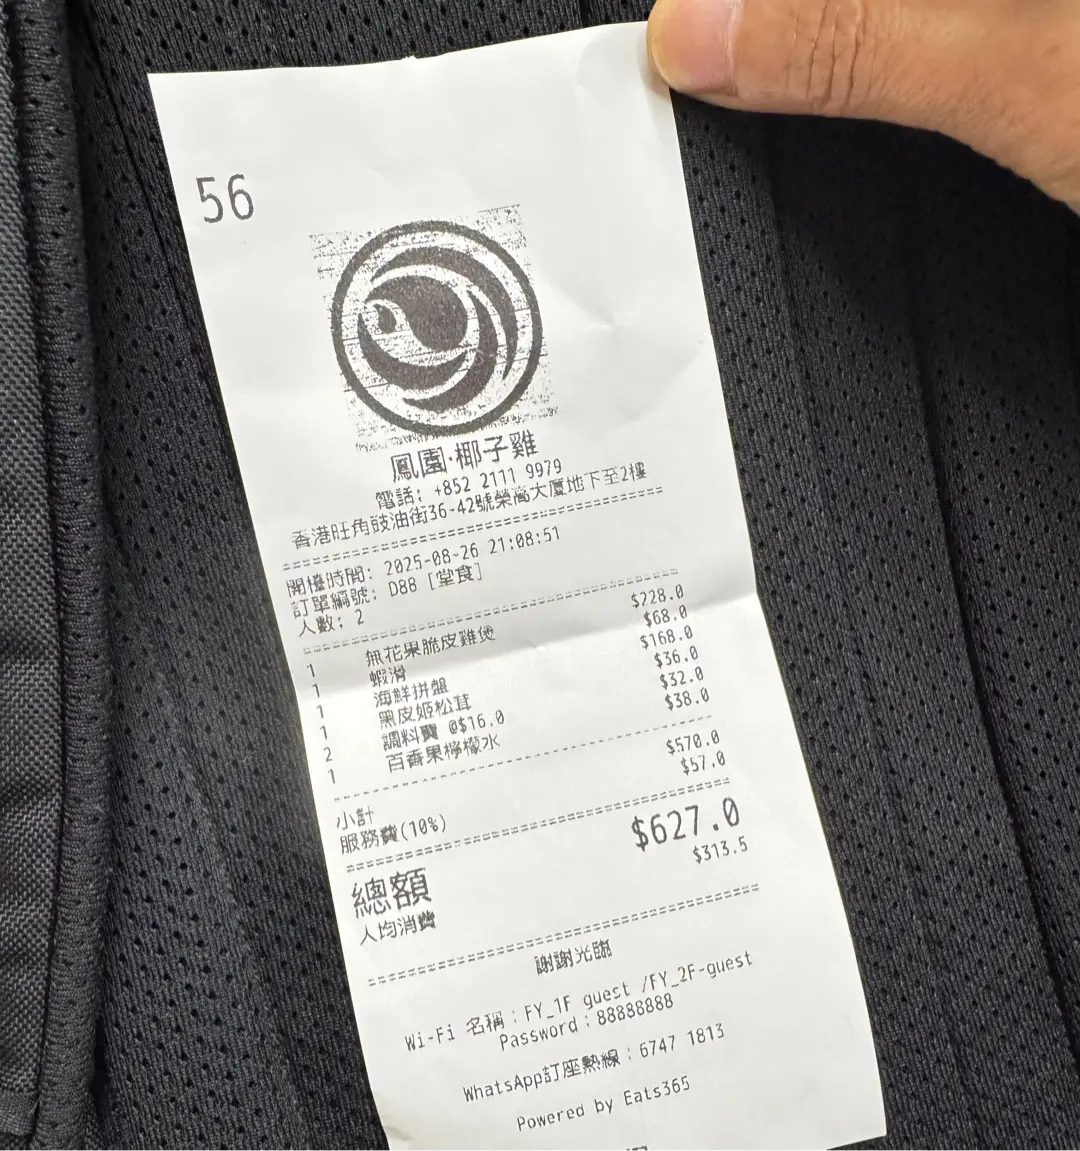 56
鳳園·椰子雞
電話: +852 2111 9979
香港旺角豉油街36-42號榮高大廈地下至2樓
開檯時間: 2025-08-26 21:08:51
訂單編號: D88 [堂食]
人數: 2
1 無花果脆皮雞煲 $228.0
1 蝦滑 $68.0
1 海鮮拼盤 $168.0
1 黑皮姬松茸 $36.0
2 調料費 @$16.0 $32.0
1 百香果檸檬水 $38.0
小計 $570.0
服務費(10%) $57.0
總額 $627.0
人均消費 $313.5
謝謝光臨
Wi-Fi 名稱：FY_1F guest /FY_2F-guest
Password：88888888
WhatsApp訂座熱線：6747 1813
Powered by Eats365